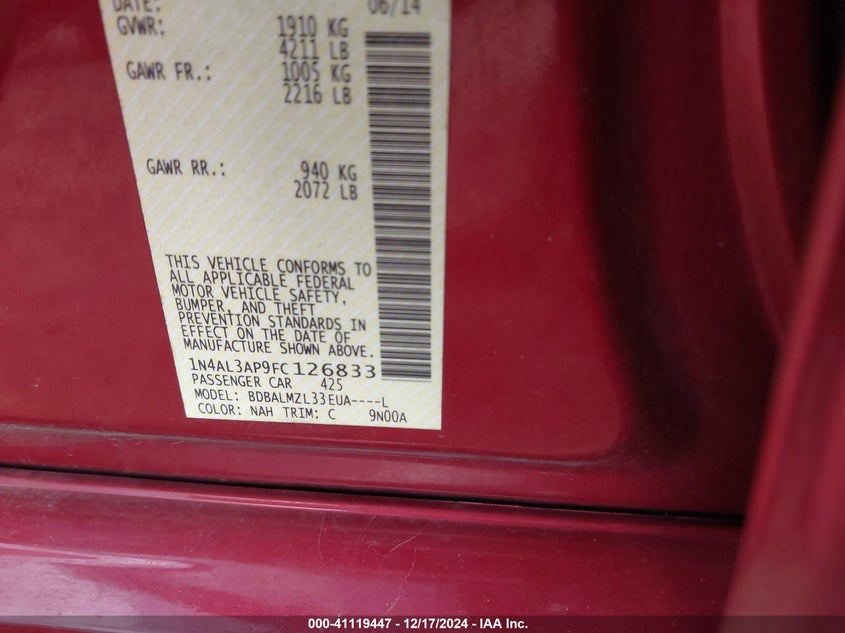 DATE: 06/14
GVWR: 1910 KG
4211 LB
GAWR FR.: 1005 KG
2216 LB
GAWR RR.: 940 KG
2072 LB
THIS VEHICLE CONFORMS TO
ALL APPLICABLE FEDERAL
MOTOR VEHICLE SAFETY,
BUMPER, AND THEFT
PREVENTION STANDARDS IN
EFFECT ON THE DATE OF
MANUFACTURE SHOWN ABOVE.
1N4AL3AP9FC126833
PASSENGER CAR 425
MODEL: BDBALMZL33EUA----L
COLOR: NAH TRIM: C 9N00A
000-41119447 - 12/17/2024 - IAA Inc.